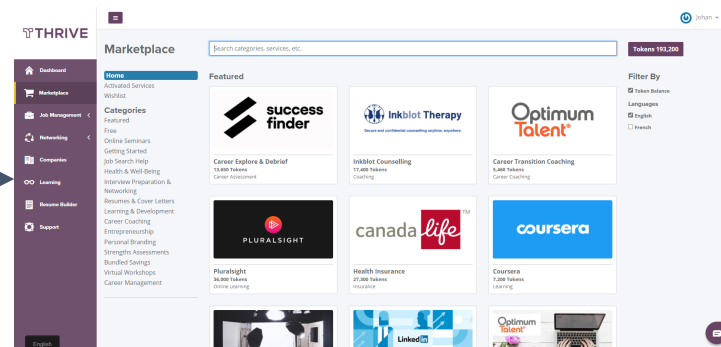 THRIVE
Johan
Marketplace
Search categories, services, etc.
Tokens 193,200
Dashboard
Marketplace
Job Management
Networking
Companies
Learning
Resume Builder
Support
English
Home
Activated Services
Wishlist
Categories
Featured
Free
Online Seminars
Getting Started
Job Search Help
Health & Well-Being
Interview Preparation &
Networking
Resumes & Cover Letters
Learning & Development
Career Coaching
Entrepreneurship
Personal Branding
Strengths Assessments
Bundled Savings
Virtual Workshops
Career Management
Featured
success
finder
Career Explore & Debrief
13,650 Tokens
Career Assessment
Inkblot Therapy
Secure and confidential counselling anytime, anywhere.
Inkblot Counselling
17,400 Tokens
Coaching
Optimum
Talent
Career Transition Coaching
5,460 Tokens
Career Coaching
PLURALSIGHT
Pluralsight
36,000 Tokens
Online Learning
canada life TM
Health Insurance
27,300 Tokens
Insurance
coursera
Coursera
7,200 Tokens
Learning
Linked in
Optimum
Talent
Filter By
Token Balance
Languages
English
French